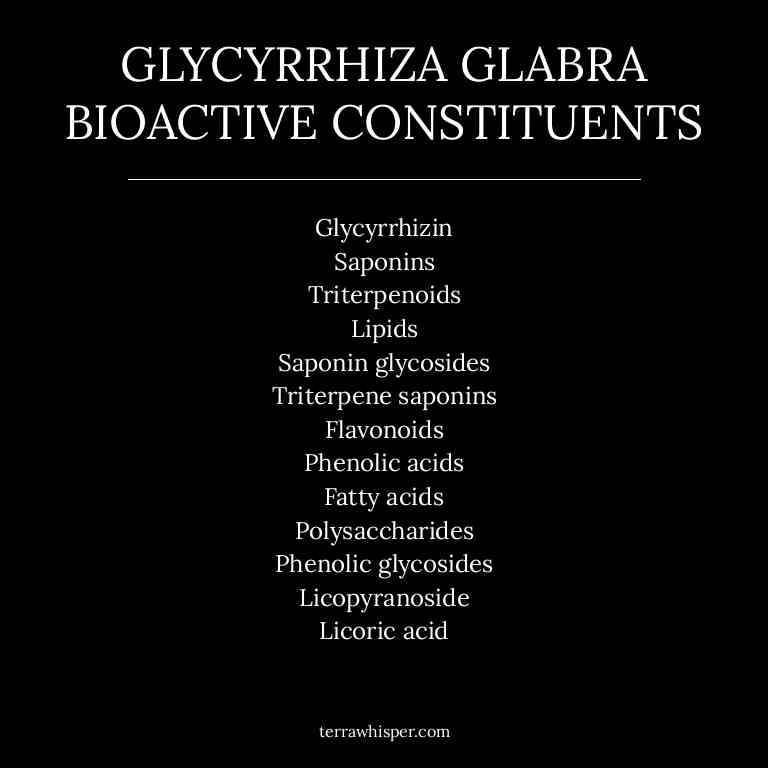 GLYCYRRHIZA GLABRA
BIOACTIVE CONSTITUENTS
Glycyrrhizin
Saponins
Triterpenoids
Lipids
Saponin glycosides
Triterpene saponins
Flavonoids
Phenolic acids
Fatty acids
Polysaccharides
Phenolic glycosides
Licopyranoside
Licoric acid
terrawhisper.com